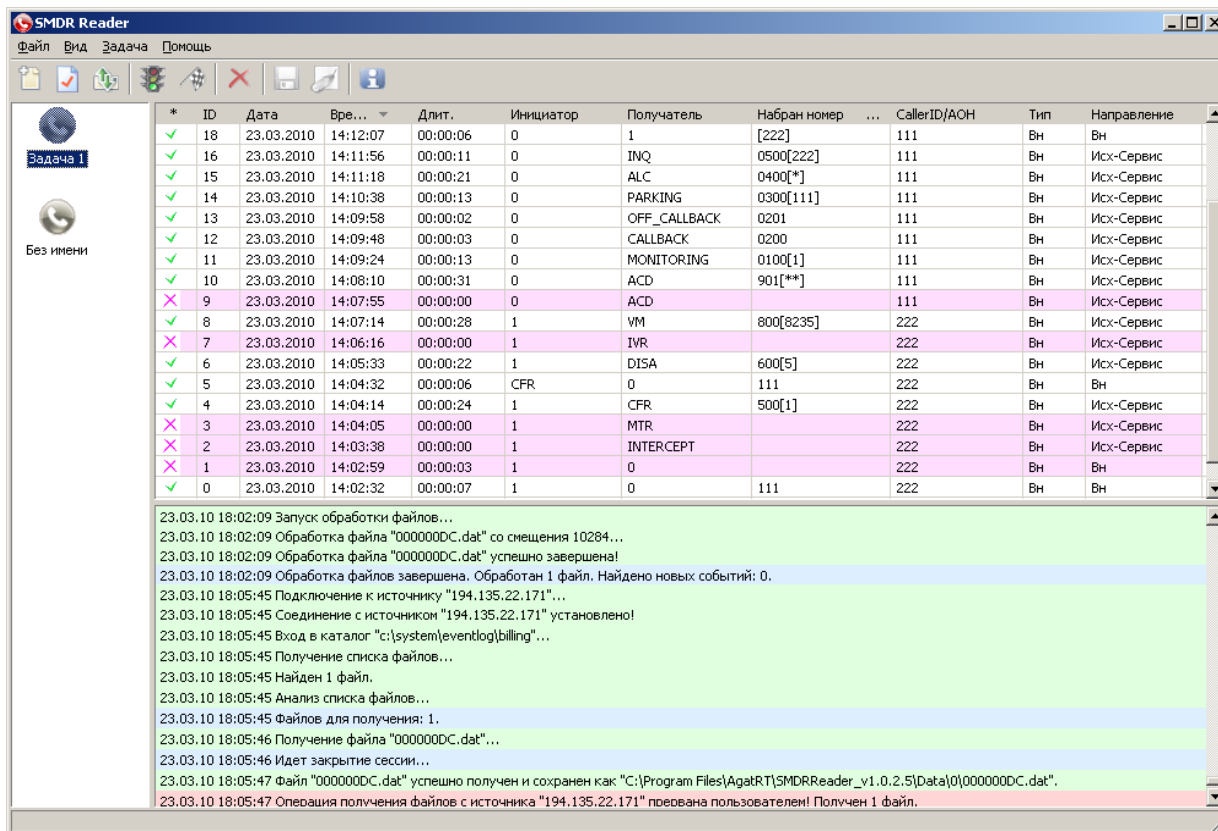 SMDR Reader
Файл Вид Задача Помощь
Задача 1
Без имени
* ID Дата Вре... Длит. Инициатор Получатель Набран номер ... CallerID/АОН Тип Направление
18 23.03.2010 14:12:07 00:00:06 0 1 [222] 111 Вн Вн
16 23.03.2010 14:11:56 00:00:11 0 INQ 0500[222] 111 Вн Исх-Сервис
15 23.03.2010 14:11:18 00:00:21 0 ALC 0400[*] 111 Вн Исх-Сервис
14 23.03.2010 14:10:38 00:00:13 0 PARKING 0300[111] 111 Вн Исх-Сервис
13 23.03.2010 14:09:58 00:00:02 0 OFF_CALLBACK 0201 111 Вн Исх-Сервис
12 23.03.2010 14:09:48 00:00:03 0 CALLBACK 0200 111 Вн Исх-Сервис
11 23.03.2010 14:09:24 00:00:13 0 MONITORING 0100[1] 111 Вн Исх-Сервис
10 23.03.2010 14:08:10 00:00:31 0 ACD 901[**] 111 Вн Исх-Сервис
9 23.03.2010 14:07:55 00:00:00 0 ACD 111 Вн Исх-Сервис
8 23.03.2010 14:07:14 00:00:28 1 VM 800[8235] 222 Вн Исх-Сервис
7 23.03.2010 14:06:16 00:00:00 1 IVR 222 Вн Исх-Сервис
6 23.03.2010 14:05:33 00:00:22 1 DISA 600[5] 222 Вн Исх-Сервис
5 23.03.2010 14:04:32 00:00:06 CFR 0 111 222 Вн Вн
4 23.03.2010 14:04:14 00:00:24 1 CFR 500[1] 222 Вн Исх-Сервис
3 23.03.2010 14:04:05 00:00:00 1 MTR 222 Вн Исх-Сервис
2 23.03.2010 14:03:38 00:00:00 1 INTERCEPT 222 Вн Исх-Сервис
1 23.03.2010 14:02:59 00:00:03 1 0 222 Вн Вн
0 23.03.2010 14:02:32 00:00:07 1 0 111 222 Вн Вн
23.03.10 18:02:09 Запуск обработки файлов...
23.03.10 18:02:09 Обработка файла "000000DC.dat" со смещения 10284...
23.03.10 18:02:09 Обработка файла "000000DC.dat" успешно завершена!
23.03.10 18:02:09 Обработка файлов завершена. Обработан 1 файл. Найдено новых событий: 0.
23.03.10 18:05:45 Подключение к источнику "194.135.22.171"...
23.03.10 18:05:45 Соединение с источником "194.135.22.171" установлено!
23.03.10 18:05:45 Вход в каталог "c:\system\eventlog\billing"...
23.03.10 18:05:45 Получение списка файлов...
23.03.10 18:05:45 Найден 1 файл.
23.03.10 18:05:45 Анализ списка файлов...
23.03.10 18:05:45 Файлов для получения: 1.
23.03.10 18:05:46 Получение файла "000000DC.dat"...
23.03.10 18:05:46 Идет закрытие сессии...
23.03.10 18:05:47 Файл "000000DC.dat" успешно получен и сохранен как "C:\Program Files\AgatRT\SMDRReader_v1.0.2.5\Data\0\000000DC.dat".
23.03.10 18:05:47 Операция получения файлов с источника "194.135.22.171" прервана пользователем! Получен 1 файл.